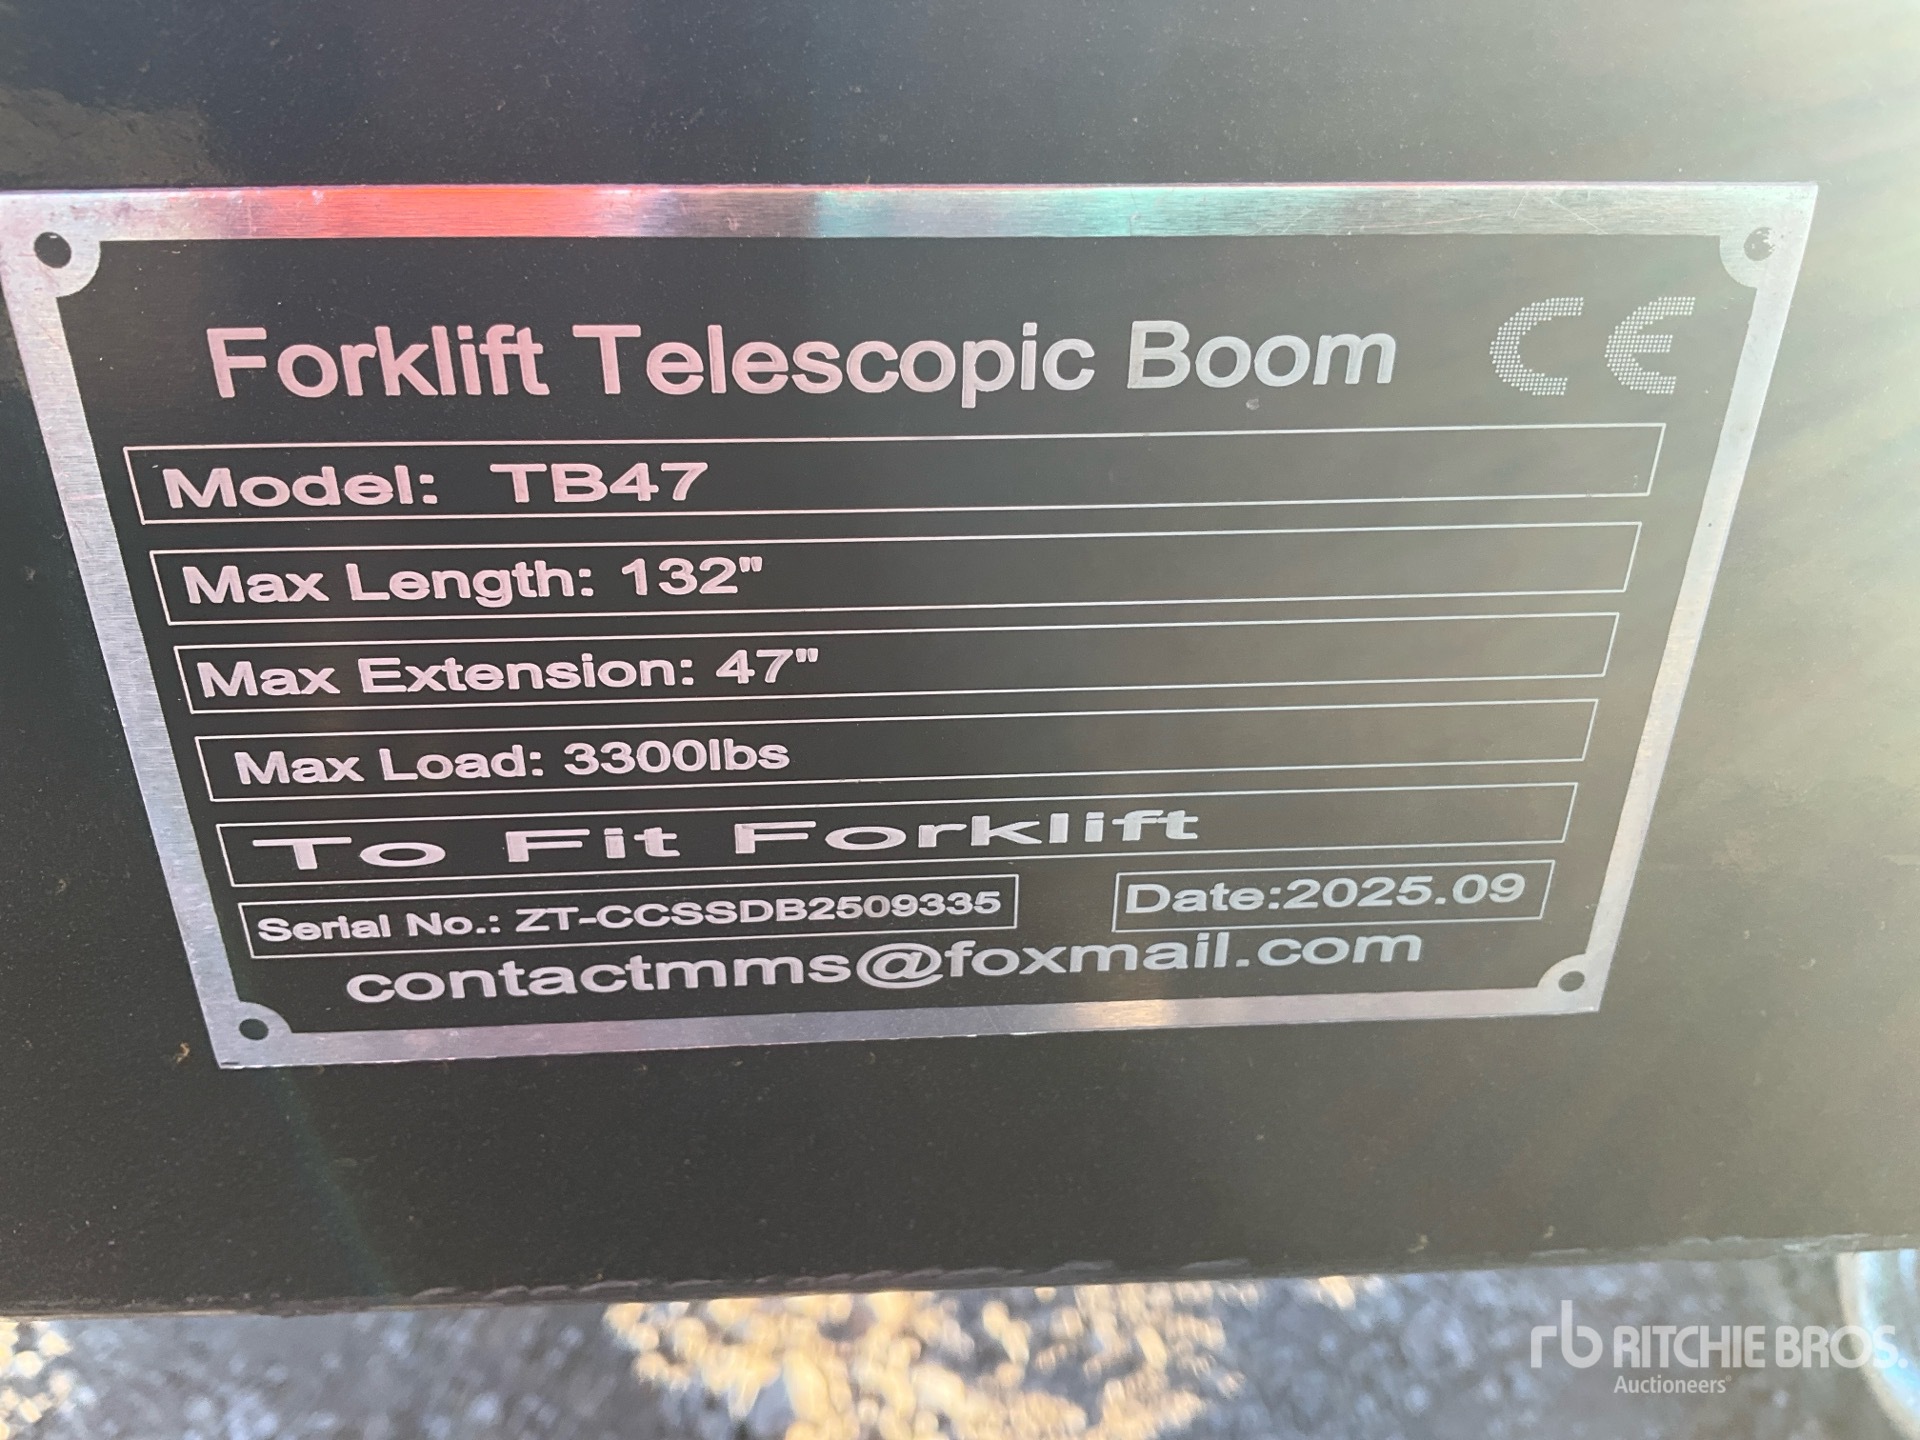 Forklift Telescopic Boom CE
Model: TB47
Max Length: 132"
Max Extension: 47"
Max Load: 3300lbs
To Fit Forklift
Serial No.: ZT-CCSSDB2509335 Date:2025.09
contactmms@foxmail.com
rb RITCHIE BROS.
Auctioneers